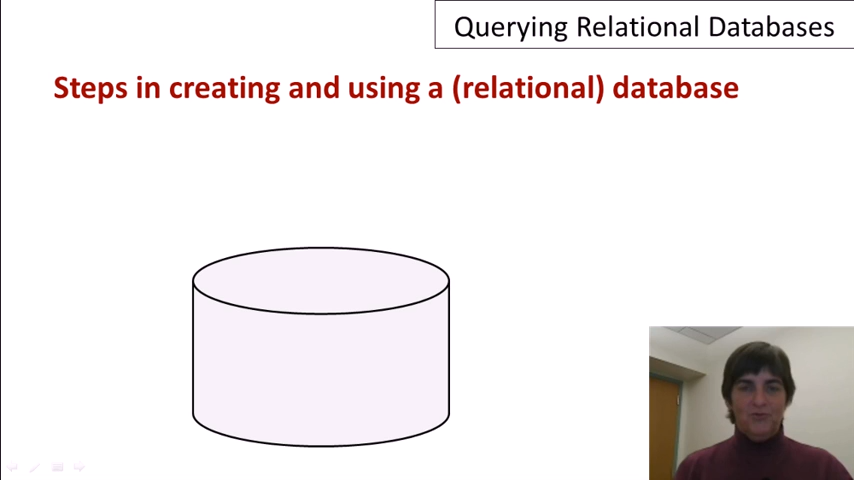 Querying Relational Databases
Steps in creating and using a (relational) database